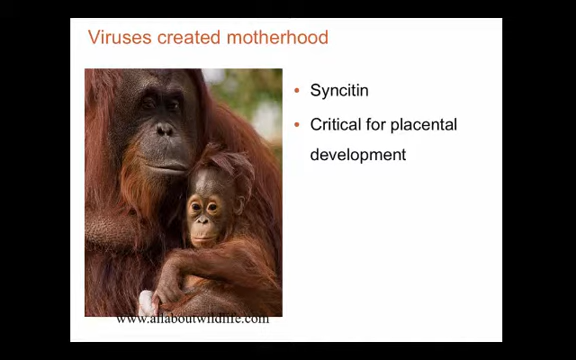 Viruses created motherhood
• Syncitin
• Critical for placental
development
www.allaboutwildlife.com